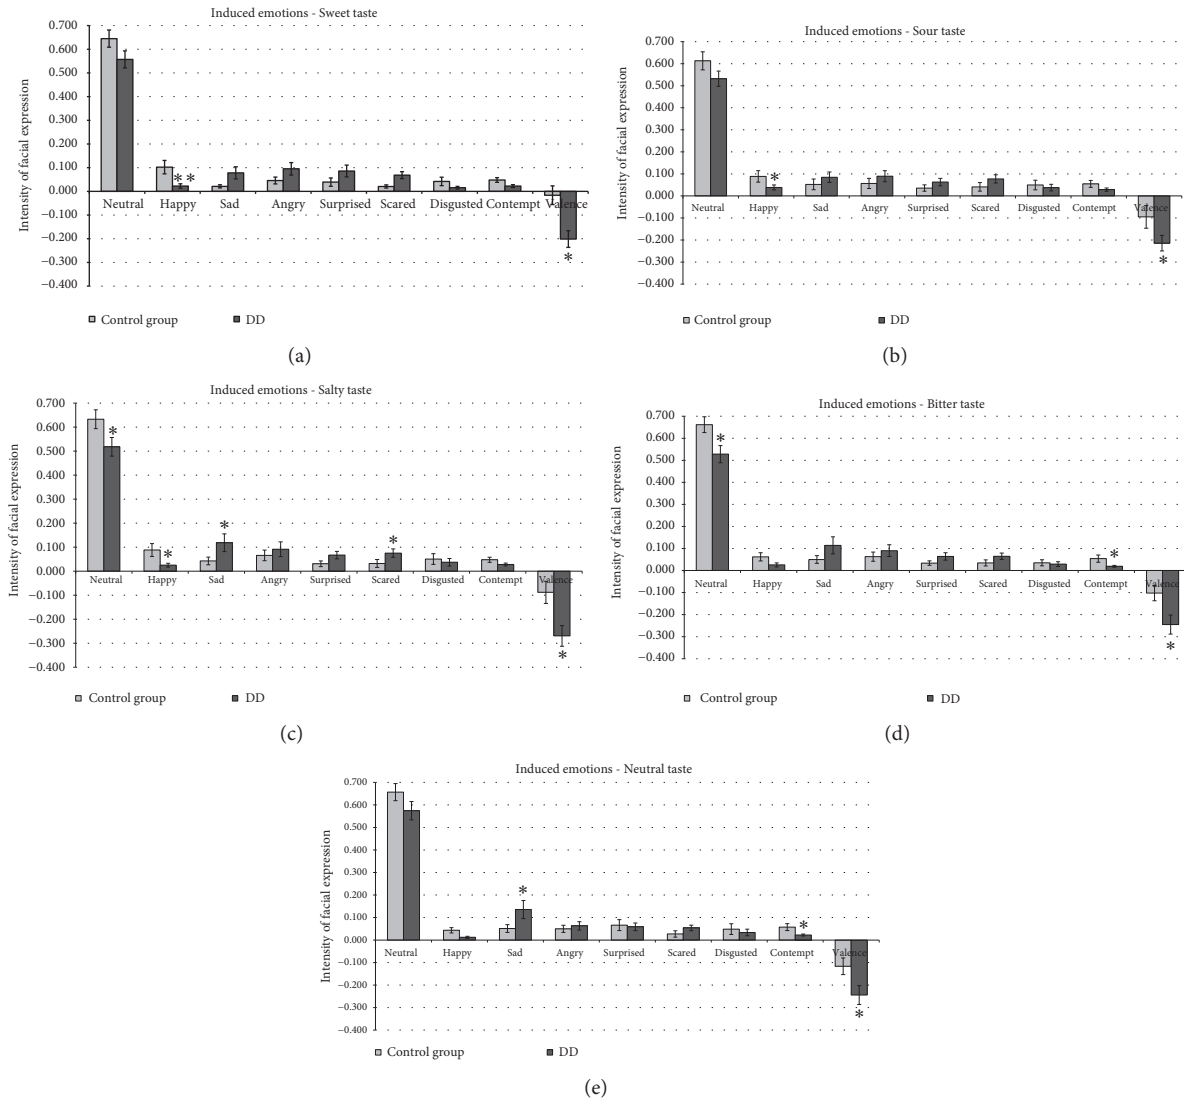 Induced emotions - Sweet taste
Intensity of facial expression
0.700
0.600
0.500
0.400
0.300
0.200
0.100
0.000
−0.100
−0.200
−0.300
−0.400
Neutral Happy Sad Angry Surprised Scared Disgusted Contempt Valence
** *
Control group DD
(a)
Induced emotions - Sour taste
Intensity of facial expression
0.700
0.600
0.500
0.400
0.300
0.200
0.100
0.000
−0.100
−0.200
−0.300
−0.400
Neutral Happy Sad Angry Surprised Scared Disgusted Contempt Valence
* *
Control group DD
(b)
Induced emotions - Salty taste
Intensity of facial expression
0.700
0.600
0.500
0.400
0.300
0.200
0.100
0.000
−0.100
−0.200
−0.300
−0.400
Neutral Happy Sad Angry Surprised Scared Disgusted Contempt Valence
* * * * *
Control group DD
(c)
Induced emotions - Bitter taste
Intensity of facial expression
0.700
0.600
0.500
0.400
0.300
0.200
0.100
0.000
−0.100
−0.200
−0.300
−0.400
Neutral Happy Sad Angry Surprised Scared Disgusted Contempt Valence
* * *
Control group DD
(d)
Induced emotions - Neutral taste
Intensity of facial expression
0.700
0.600
0.500
0.400
0.300
0.200
0.100
0.000
−0.100
−0.200
−0.300
−0.400
Neutral Happy Sad Angry Surprised Scared Disgusted Contempt Valence
* * *
Control group DD
(e)